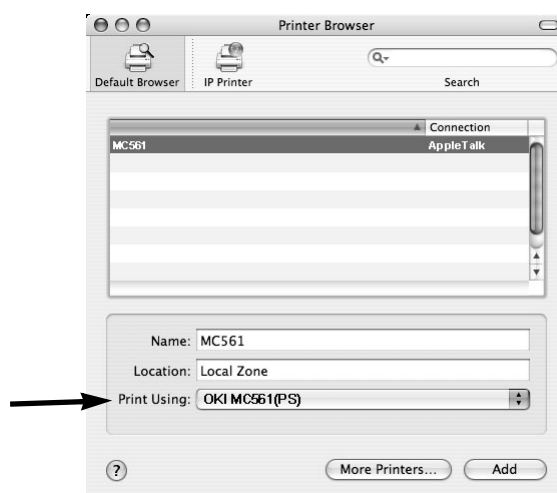 Printer Browser
Default Browser IP Printer Search
Connection
MC561 AppleTalk
Name: MC561
Location: Local Zone
Print Using: OKI MC561(PS)
? More Printers... Add